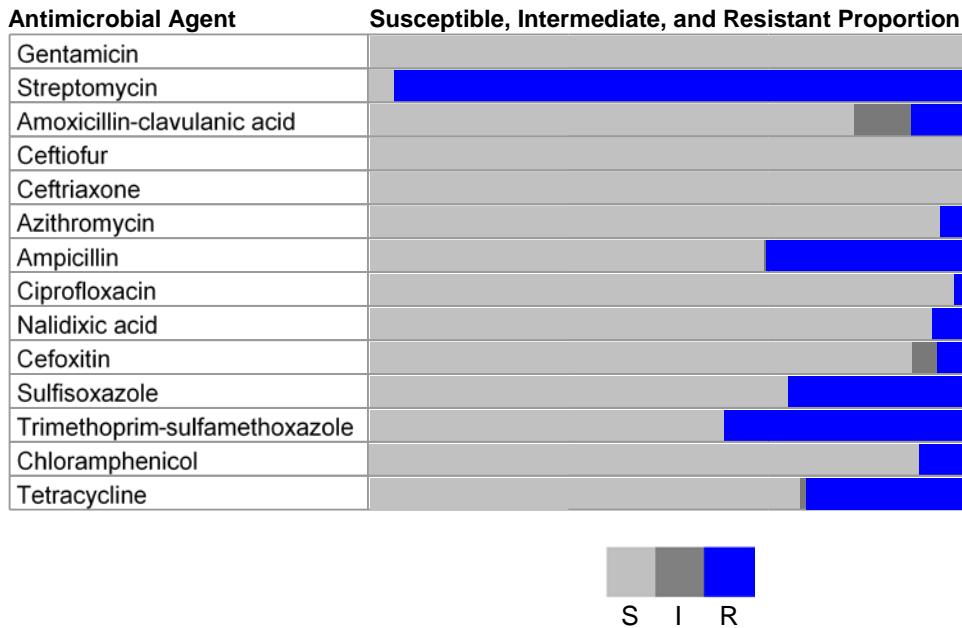 Antimicrobial Agent Susceptible, Intermediate, and Resistant Proportion
Gentamicin
Streptomycin
Amoxicillin-clavulanic acid
Ceftiofur
Ceftriaxone
Azithromycin
Ampicillin
Ciprofloxacin
Nalidixic acid
Cefoxitin
Sulfisoxazole
Trimethoprim-sulfamethoxazole
Chloramphenicol
Tetracycline
S I R